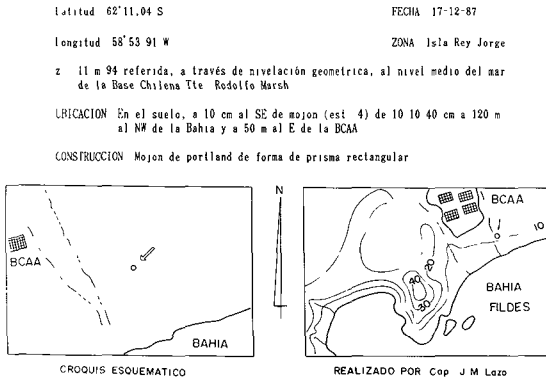 latitud 62°11.04 S FECHA 17-12-87
longitud 58°53 91 W ZONA Isla Rey Jorge
z 11 m 94 referida, a través de nivelación geometrica, al nivel medio del mar
de la Base Chilena Tte Rodolfo Marsh
UBICACION En el suelo, a 10 cm al SE de mojon (est 4) de 10 10 40 cm a 120 m
al NW de la Bahia y a 50 m al E de la BCAA
CONSTRUCCION Mojon de portland de forma de prisma rectangular
N
BCAA
BAHIA
BCAA
10
20
40
30
BAHIA
FILDES
CROQUIS ESQUEMATICO
REALIZADO POR Cap J M Lazo